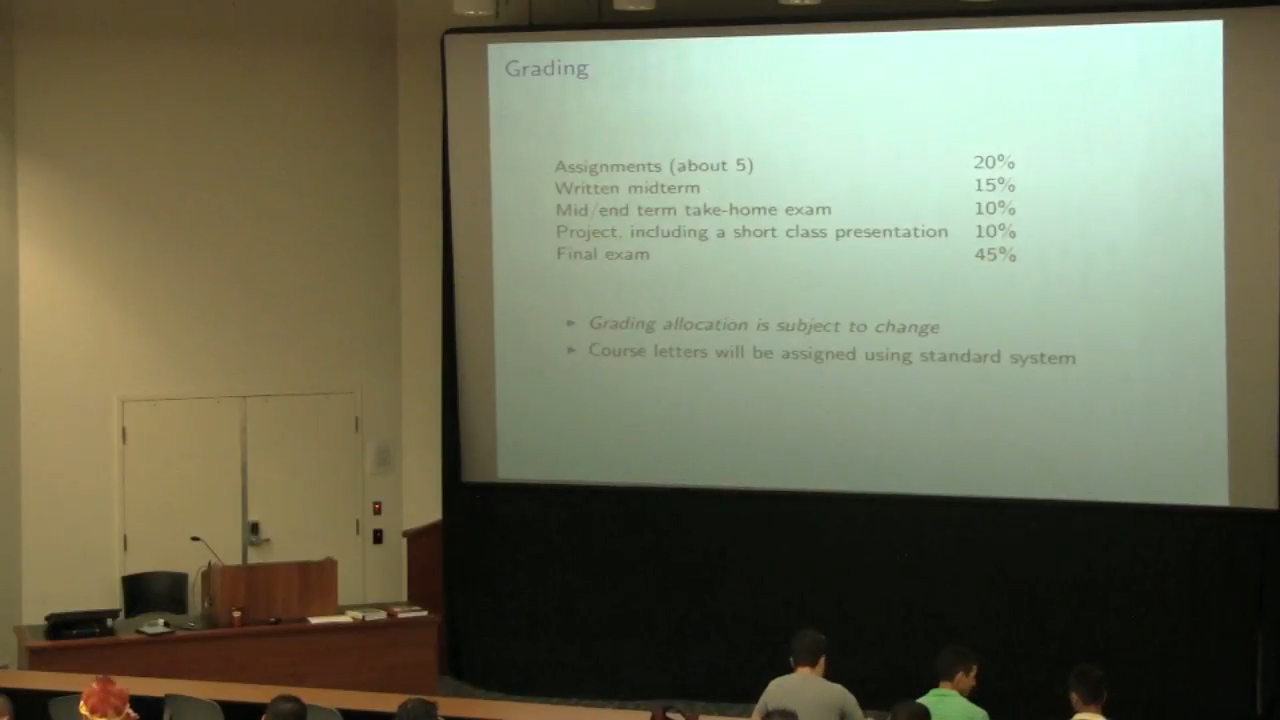 Grading
Assignments (about 5) 20%
Written midterm 15%
Mid/end term take-home exam 10%
Project, including a short class presentation 10%
Final exam 45%
Grading allocation is subject to change
Course letters will be assigned using standard system